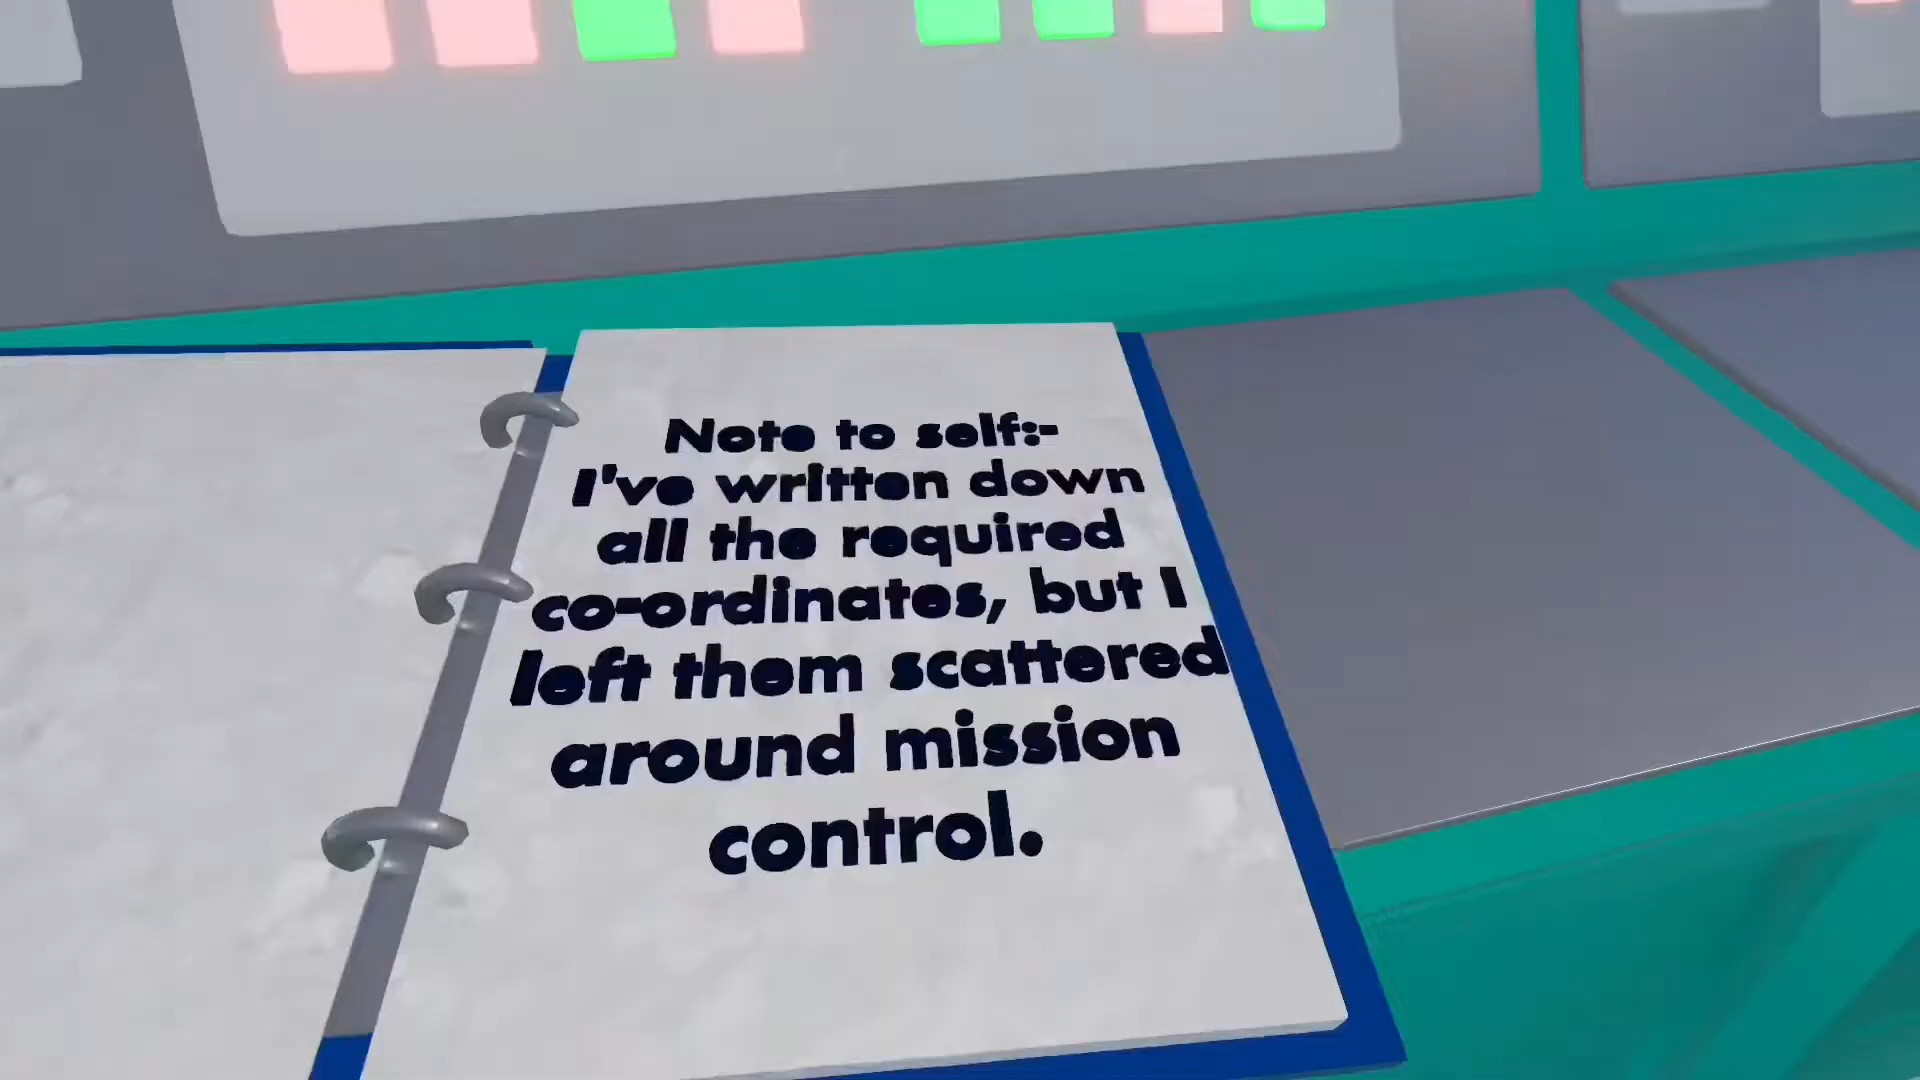 Note to self:-
I've written down
all the required
co-ordinates, but I
left them scattered
around mission
control.